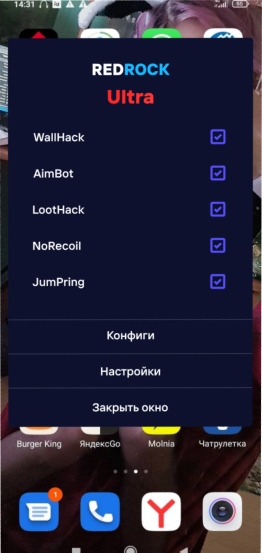 14:31
REDROCK
Ultra
WallHack
AimBot
LootHack
NoRecoil
JumPring
Конфиги
Настройки
Закрыть окно
Burger King ЯндексGo Molnia Чатрулетка
1